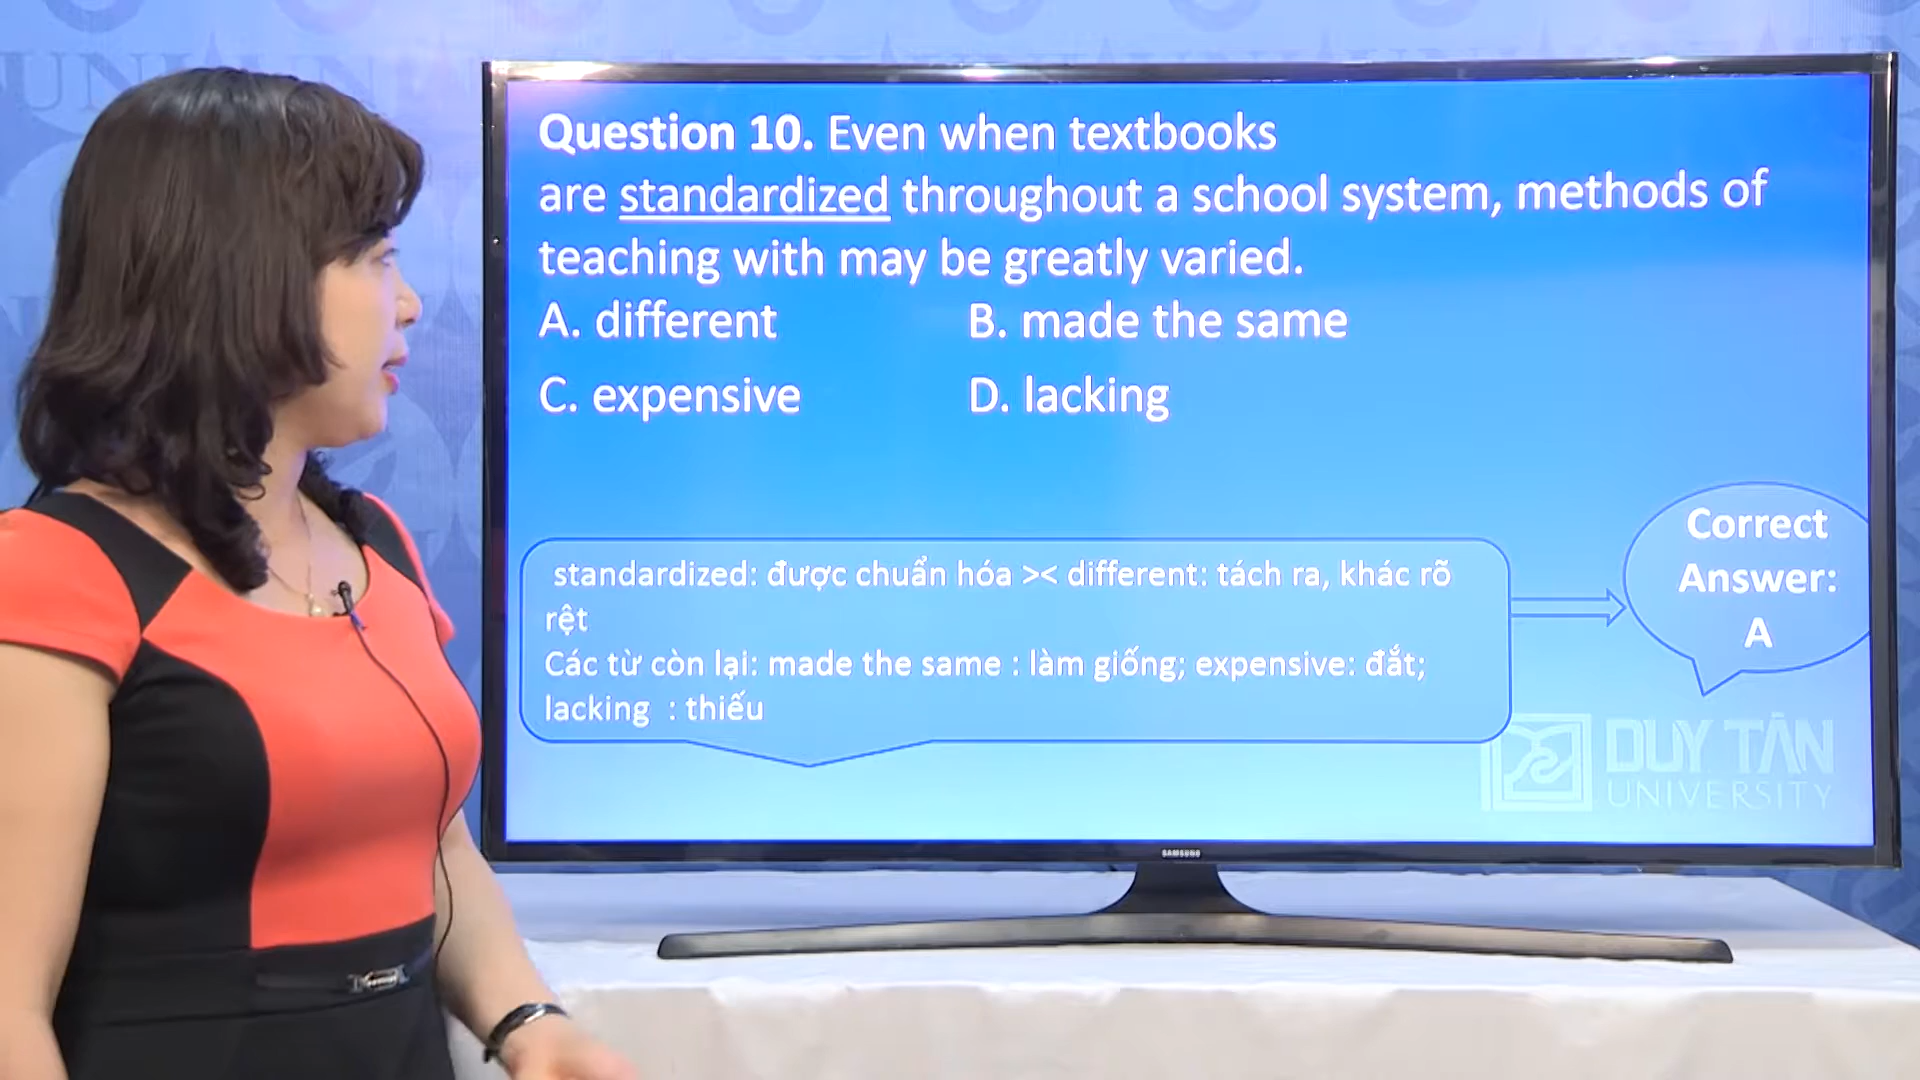 Question 10. Even when textbooks
are standardized throughout a school system, methods of
teaching with may be greatly varied.
A. different B. made the same
C. expensive D. lacking
standardized: được chuẩn hóa >< different: tách ra, khác rõ
rệt
Các từ còn lại: made the same : làm giống; expensive: đắt;
lacking : thiếu
Correct
Answer:
A
DUY TÂN
UNIVERSITY
SAMSUNG